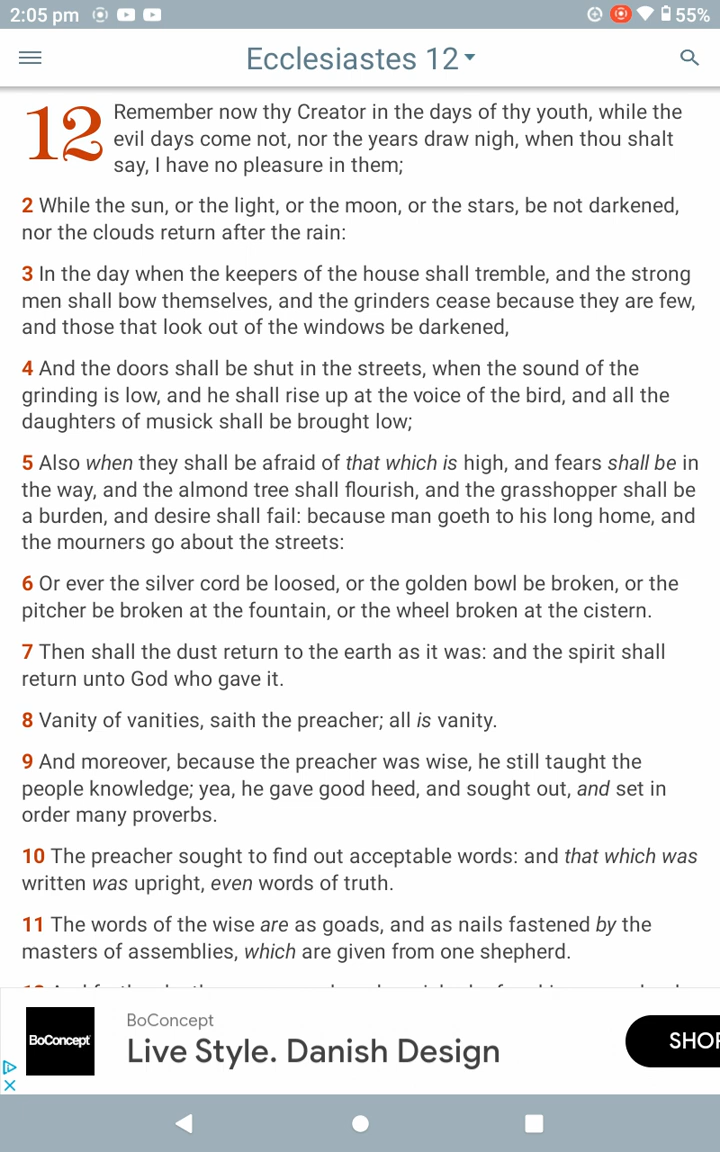 2:05 pm
55%
Ecclesiastes 12
12 Remember now thy Creator in the days of thy youth, while the
evil days come not, nor the years draw nigh, when thou shalt
say, I have no pleasure in them;
2 While the sun, or the light, or the moon, or the stars, be not darkened,
nor the clouds return after the rain:
3 In the day when the keepers of the house shall tremble, and the strong
men shall bow themselves, and the grinders cease because they are few,
and those that look out of the windows be darkened,
4 And the doors shall be shut in the streets, when the sound of the
grinding is low, and he shall rise up at the voice of the bird, and all the
daughters of musick shall be brought low;
5 Also when they shall be afraid of that which is high, and fears shall be in
the way, and the almond tree shall flourish, and the grasshopper shall be
a burden, and desire shall fail: because man goeth to his long home, and
the mourners go about the streets:
6 Or ever the silver cord be loosed, or the golden bowl be broken, or the
pitcher be broken at the fountain, or the wheel broken at the cistern.
7 Then shall the dust return to the earth as it was: and the spirit shall
return unto God who gave it.
8 Vanity of vanities, saith the preacher; all is vanity.
9 And moreover, because the preacher was wise, he still taught the
people knowledge; yea, he gave good heed, and sought out, and set in
order many proverbs.
10 The preacher sought to find out acceptable words: and that which was
written was upright, even words of truth.
11 The words of the wise are as goads, and as nails fastened by the
masters of assemblies, which are given from one shepherd.
BoConcept
BoConcept
Live Style. Danish Design
SHOP